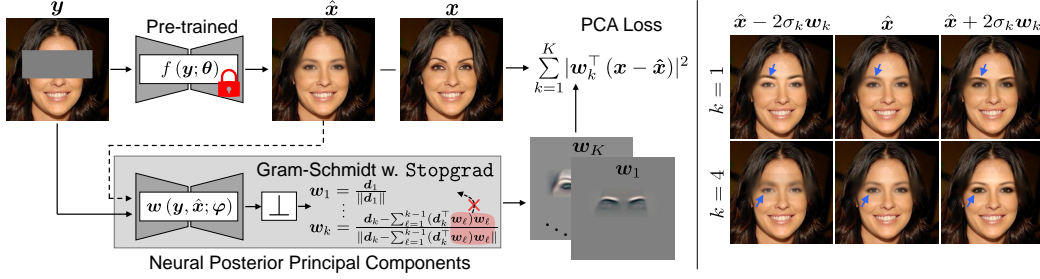 y
Pre-trained
f (y; θ)
x̂
−
x
PCA Loss
K
∑ |w_k^⊤ (x − x̂)|²
k=1
w (y, x̂; φ)
⊥
Gram-Schmidt w. Stopgrad
w_1 = d_1 / ‖d_1‖
⋮
w_k = (d_k − ∑_{ℓ=1}^{k−1} (d_k^⊤ w_ℓ) w_ℓ) / ‖d_k − ∑_{ℓ=1}^{k−1} (d_k^⊤ w_ℓ) w_ℓ‖
Neural Posterior Principal Components
w_K
w_1
x̂ − 2σ_k w_k
x̂
x̂ + 2σ_k w_k
k = 1
k = 4